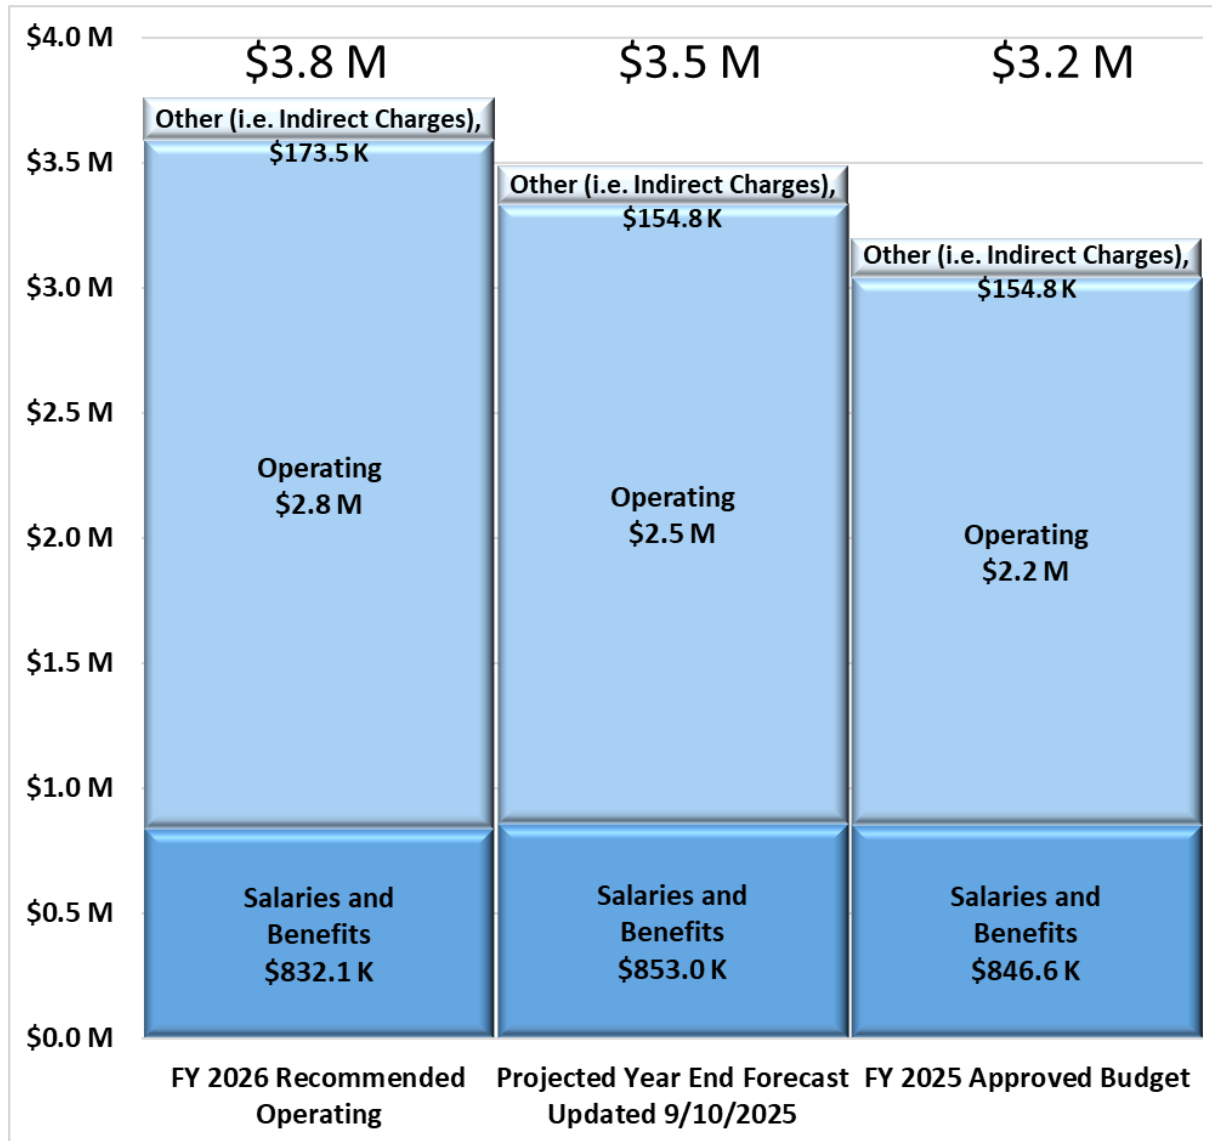 $4.0 M
$3.5 M
$3.0 M
$2.5 M
$2.0 M
$1.5 M
$1.0 M
$0.5 M
$0.0 M
$3.8 M
Other (i.e. Indirect Charges),
$173.5 K
Operating
$2.8 M
Salaries and
Benefits
$832.1 K
FY 2026 Recommended
Operating
$3.5 M
Other (i.e. Indirect Charges),
$154.8 K
Operating
$2.5 M
Salaries and
Benefits
$853.0 K
Projected Year End Forecast
Updated 9/10/2025
$3.2 M
Other (i.e. Indirect Charges),
$154.8 K
Operating
$2.2 M
Salaries and
Benefits
$846.6 K
FY 2025 Approved Budget